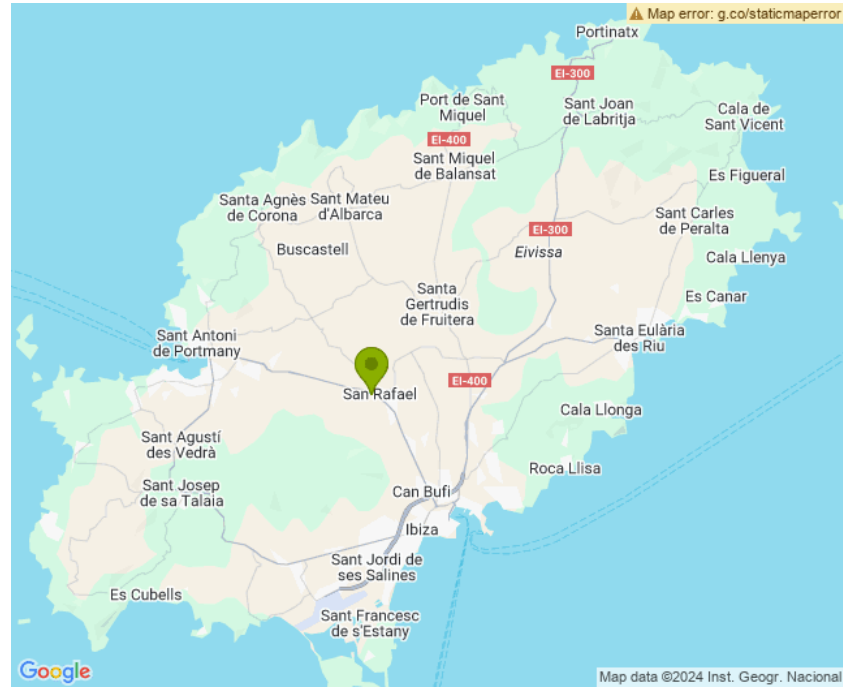 Map error: g.co/staticmaperror
Portinatx
EI-300
Port de Sant
Miquel
Sant Joan
de Labritja
Cala de
Sant Vicent
EI-400
Sant Miquel
de Balansat
Es Figueral
Santa Agnès
de Corona
Sant Mateu
d'Albarca
Sant Carles
de Peralta
EI-300
Buscastell
Eivissa
Cala Llenya
Santa
Gertrudis
de Fruitera
Es Canar
Sant Antoni
de Portmany
Santa Eulària
des Riu
EI-400
San Rafael
Cala Llonga
Sant Agustí
des Vedrà
Roca Llisa
Sant Josep
de sa Talaia
Can Bufí
Ibiza
Sant Jordi de
ses Salines
Es Cubells
Sant Francesc
de s'Estany
Google
Map data ©2024 Inst. Geogr. Nacional